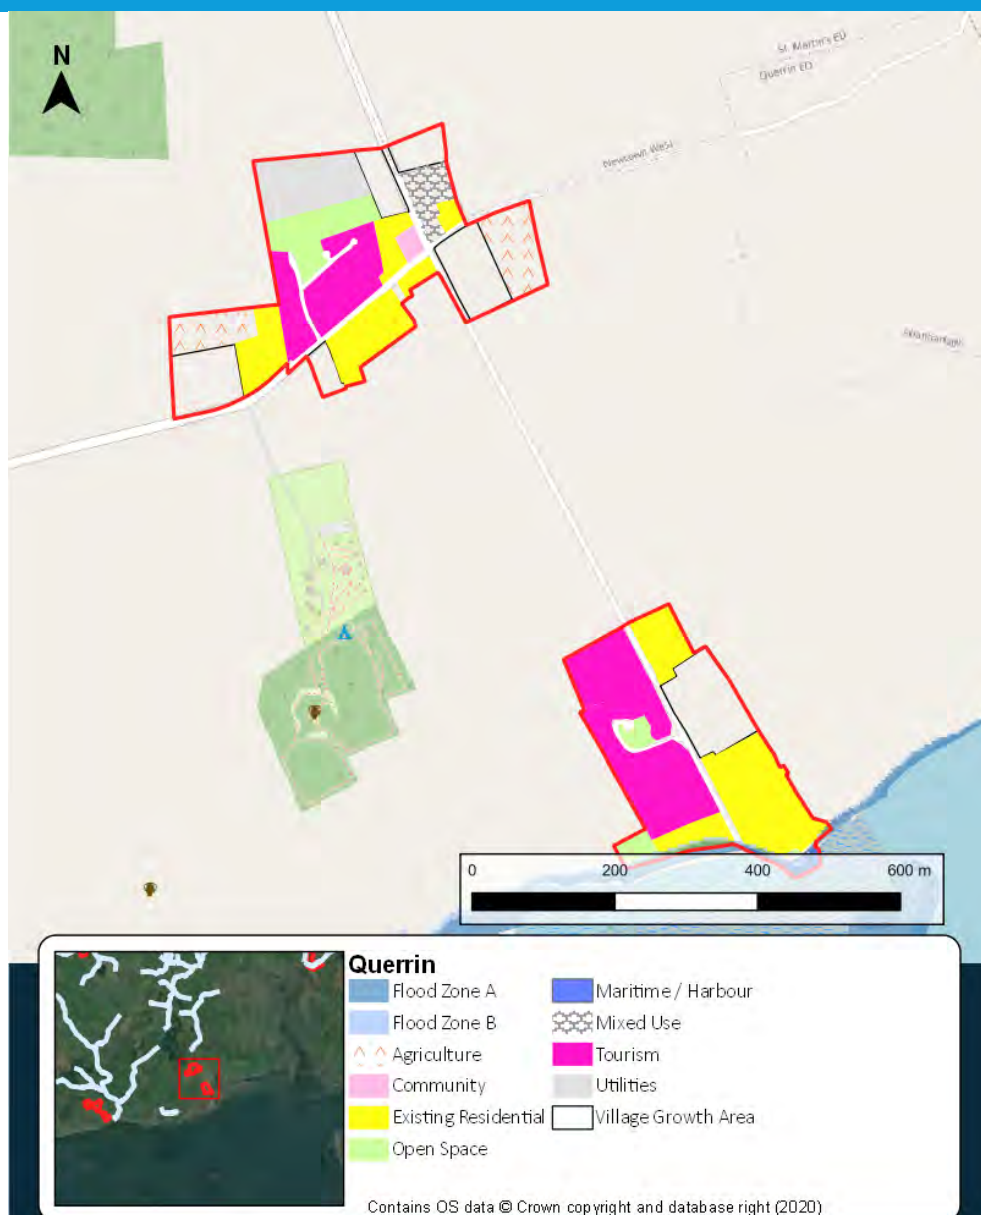 N
St. Martin's ED
Querrin ED
Newtown West
0 200 400 600 m
Querrin
Flood Zone A
Flood Zone B
Agriculture
Community
Existing Residential
Open Space
Maritime / Harbour
Mixed Use
Tourism
Utilities
Village Growth Area
Contains OS data © Crown copyright and database right (2020)